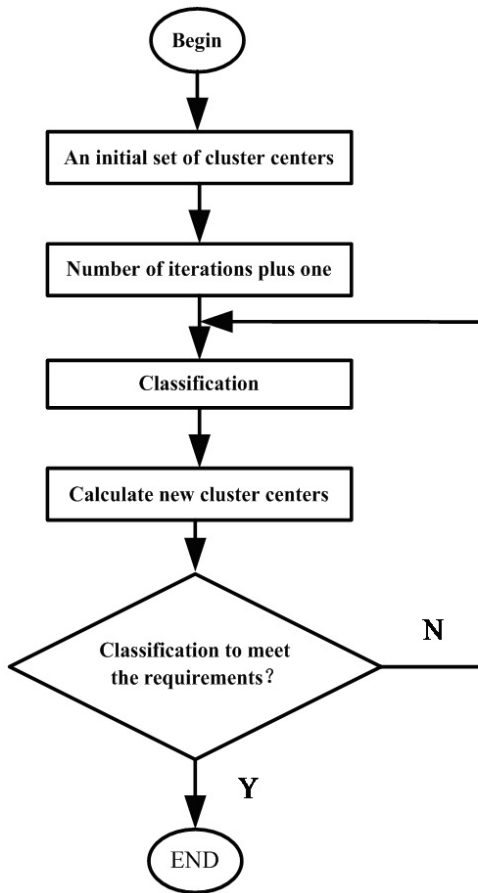 Begin
An initial set of cluster centers
Number of iterations plus one
Classification
Calculate new cluster centers
Classification to meet
the requirements?
N
Y
END